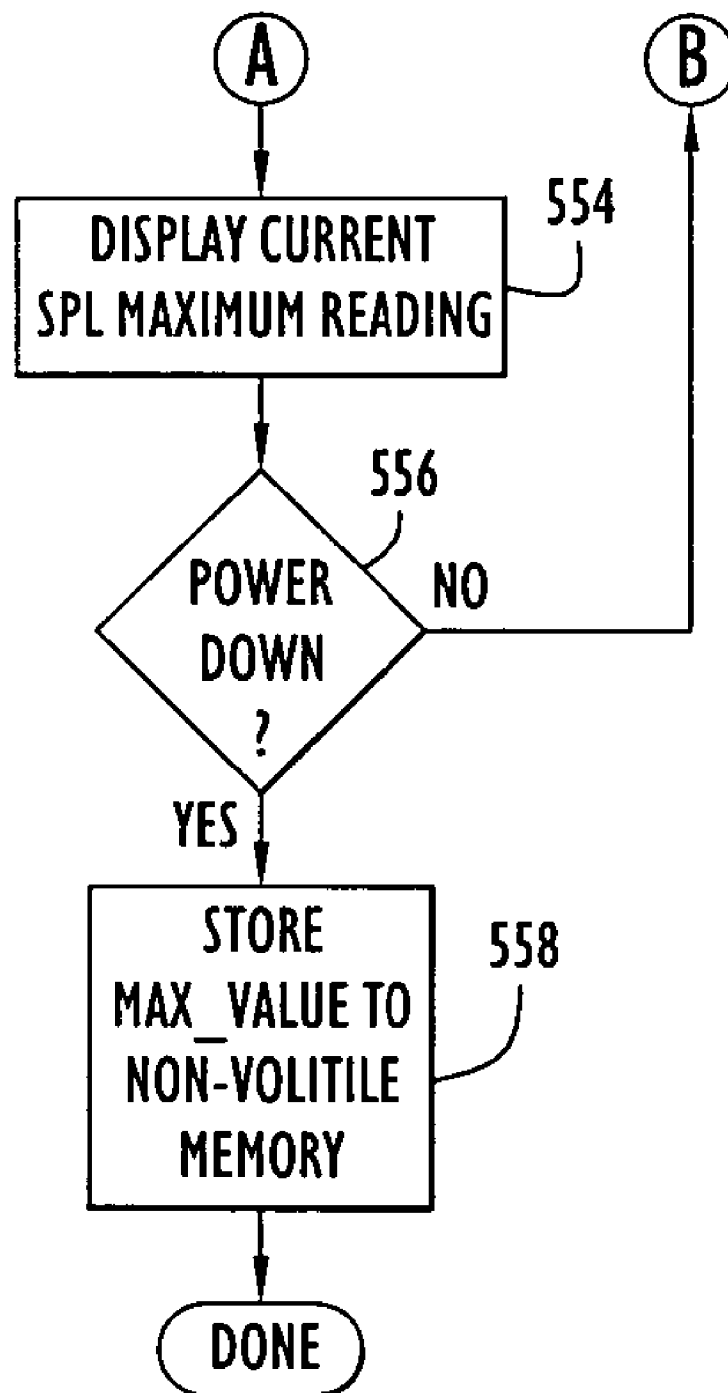 A
B
554
DISPLAY CURRENT
SPL MAXIMUM READING
556
POWER
DOWN
?
NO
YES
558
STORE
MAX_VALUE TO
NON-VOLITILE
MEMORY
DONE